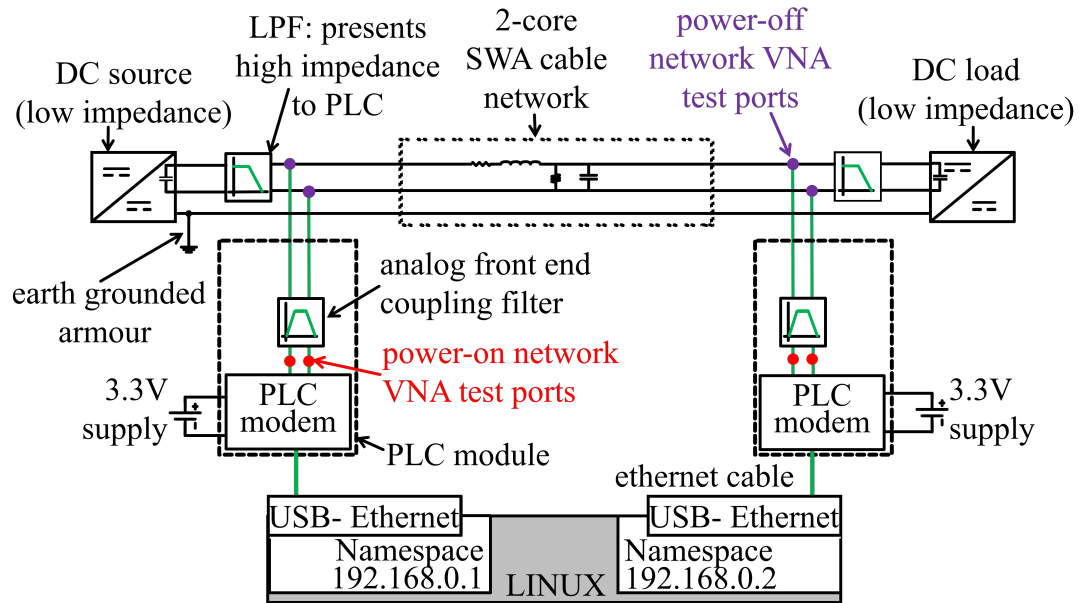 LPF: presents
high impedance
to PLC
2-core
SWA cable
network
power-off
network VNA
test ports
DC source
(low impedance)
DC load
(low impedance)
earth grounded
armour
analog front end
coupling filter
power-on network
VNA test ports
3.3V
supply
+
-
PLC
modem
PLC module
PLC
modem
+
-
3.3V
supply
ethernet cable
USB- Ethernet
USB- Ethernet
Namespace
192.168.0.1
LINUX
Namespace
192.168.0.2